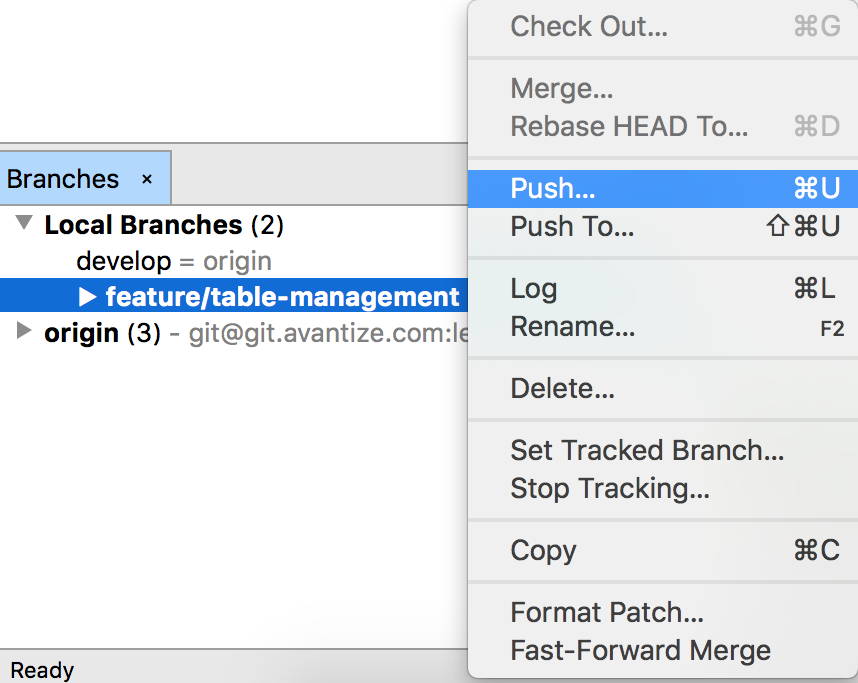 Check Out... ⌘G
Merge...
Rebase HEAD To... ⌘D
Push... ⌘U
Push To... ⇧⌘U
Log ⌘L
Rename... F2
Delete...
Set Tracked Branch...
Stop Tracking...
Copy ⌘C
Format Patch...
Fast-Forward Merge
Branches ×
Local Branches (2)
develop = origin
feature/table-management
origin (3) - git@git.avantize.com:le
Ready